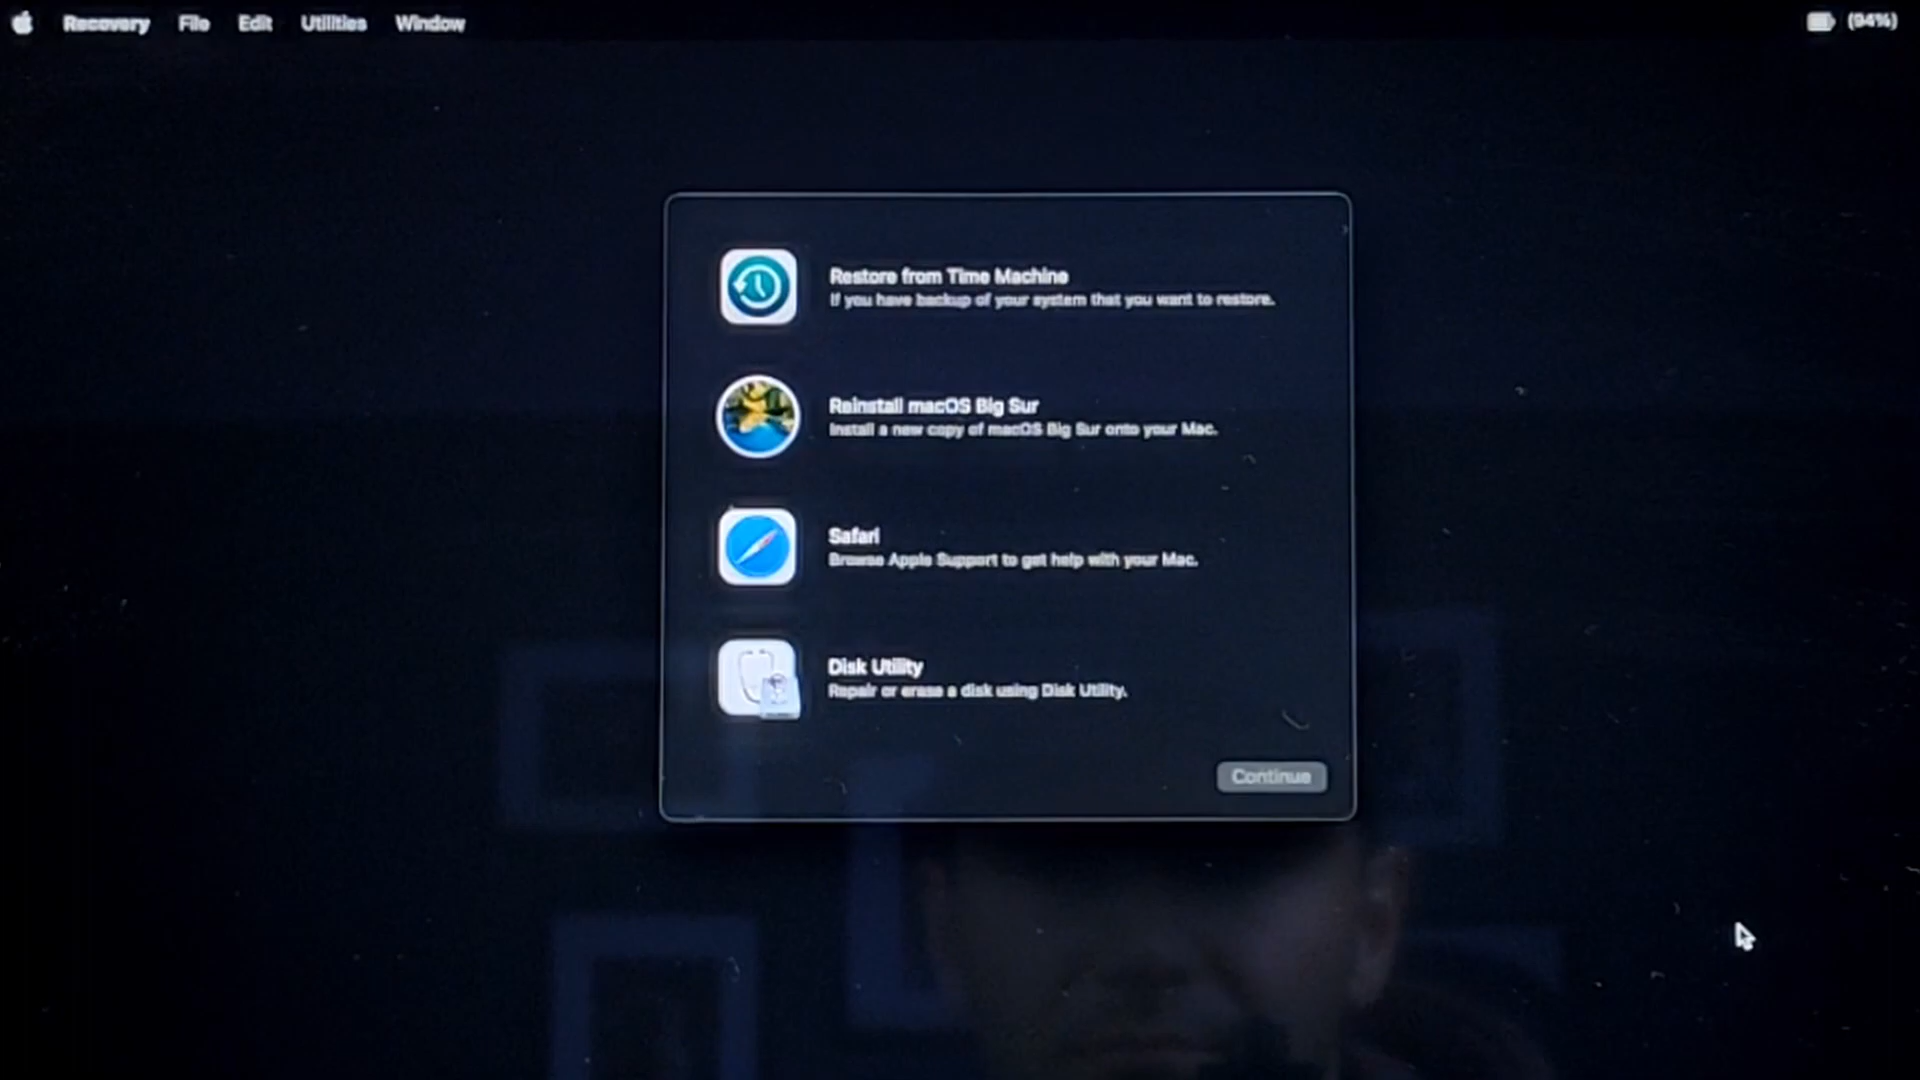 Recovery File Edit Utilities Window (94%)
Restore from Time Machine
If you have backup of your system that you want to restore.
Reinstall macOS Big Sur
Install a new copy of macOS Big Sur onto your Mac.
Safari
Browse Apple Support to get help with your Mac.
Disk Utility
Repair or erase a disk using Disk Utility.
Continue